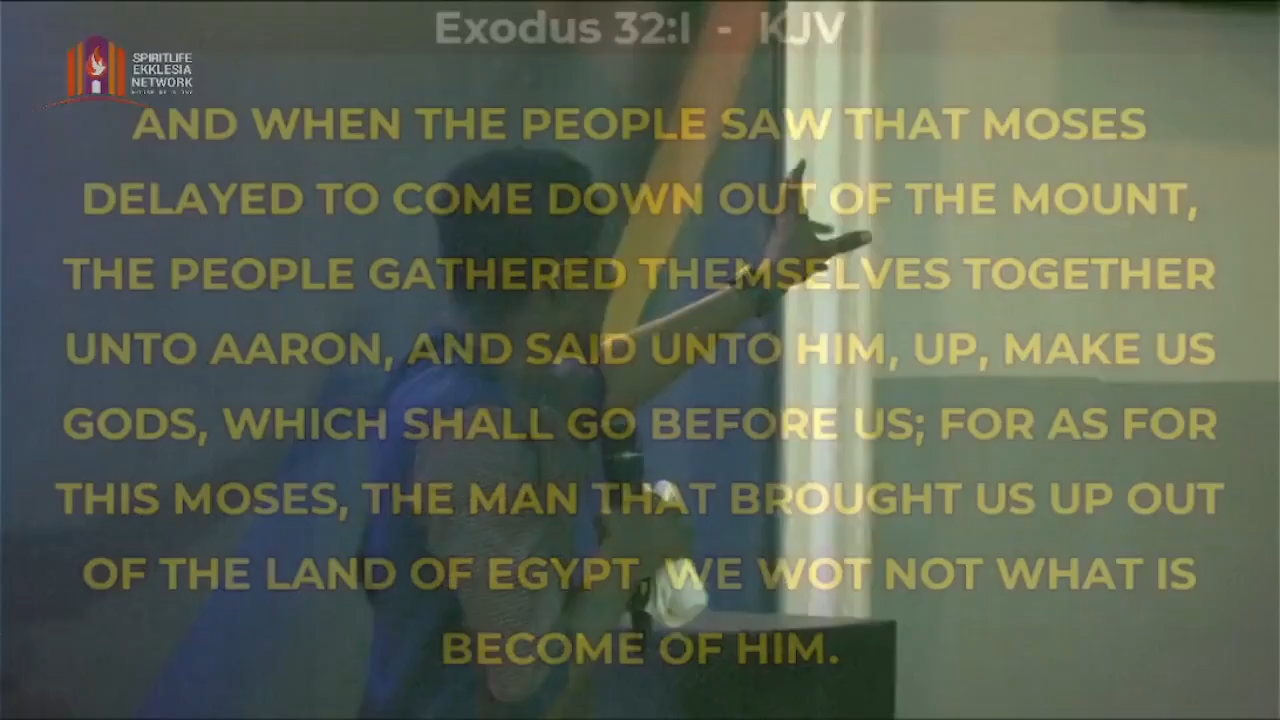 Exodus 32:1 - KJV
SPIRITLIFE
EKKLESIA
NETWORK
AND WHEN THE PEOPLE SAW THAT MOSES
DELAYED TO COME DOWN OUT OF THE MOUNT,
THE PEOPLE GATHERED THEMSELVES TOGETHER
UNTO AARON, AND SAID UNTO HIM, UP, MAKE US
GODS, WHICH SHALL GO BEFORE US; FOR AS FOR
THIS MOSES, THE MAN THAT BROUGHT US UP OUT
OF THE LAND OF EGYPT, WE WOT NOT WHAT IS
BECOME OF HIM.